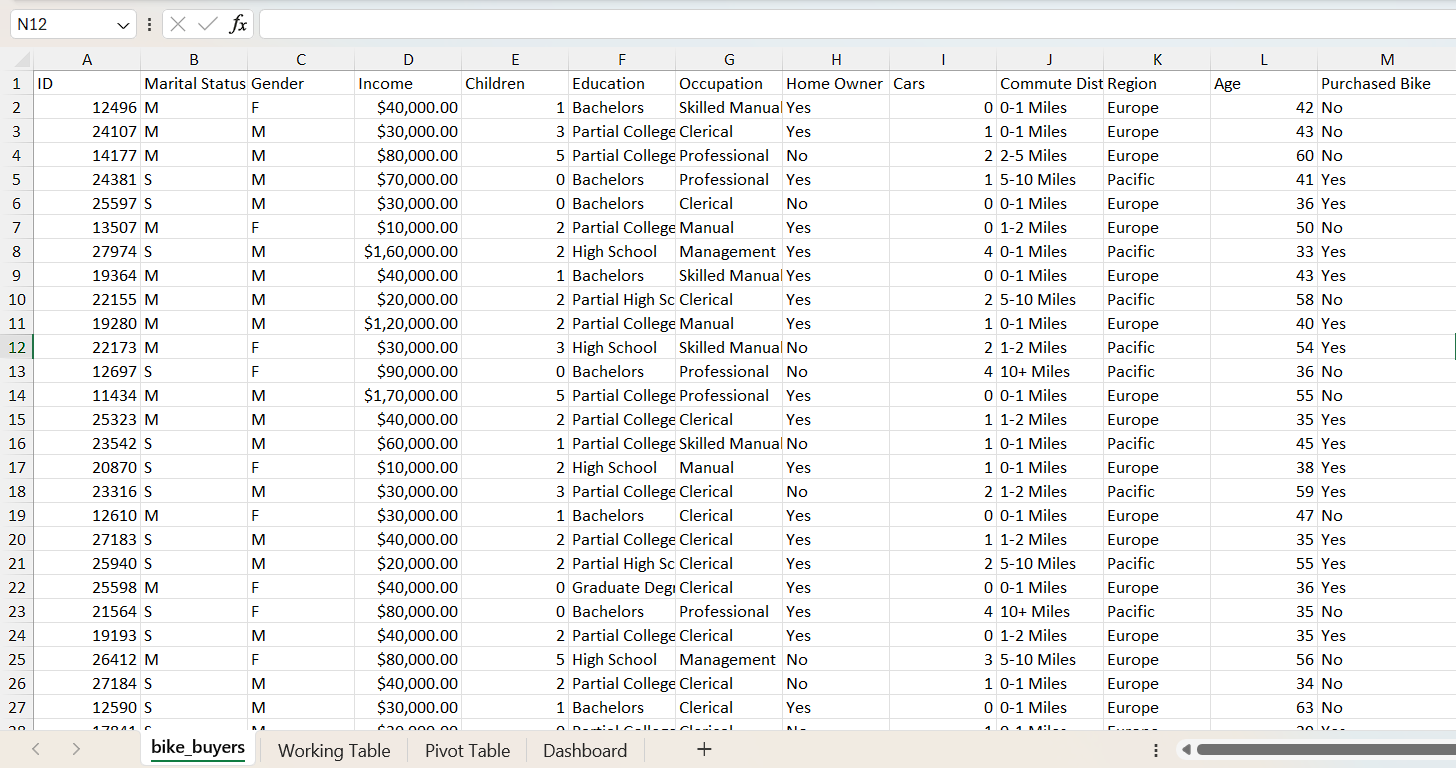 N12 fx
A B C D E F G H I J K L M
1 ID Marital Status Gender Income Children Education Occupation Home Owner Cars Commute Dist Region Age Purchased Bike
2 12496 M F $40,000.00 1 Bachelors Skilled Manual Yes 0 0-1 Miles Europe 42 No
3 24107 M M $30,000.00 3 Partial College Clerical Yes 1 0-1 Miles Europe 43 No
4 14177 M M $80,000.00 5 Partial College Professional No 2 2-5 Miles Europe 60 No
5 24381 S M $70,000.00 0 Bachelors Professional Yes 1 5-10 Miles Pacific 41 Yes
6 25597 S M $30,000.00 0 Bachelors Clerical No 0 0-1 Miles Europe 36 Yes
7 13507 M F $10,000.00 2 Partial College Manual Yes 0 1-2 Miles Europe 50 No
8 27974 S M $1,60,000.00 2 High School Management Yes 4 0-1 Miles Pacific 33 Yes
9 19364 M M $40,000.00 1 Bachelors Skilled Manual Yes 0 0-1 Miles Europe 43 Yes
10 22155 M M $20,000.00 2 Partial High Sc Clerical Yes 2 5-10 Miles Pacific 58 No
11 19280 M M $1,20,000.00 2 Partial College Manual Yes 1 0-1 Miles Europe 40 Yes
12 22173 M F $30,000.00 3 High School Skilled Manual No 2 1-2 Miles Pacific 54 Yes
13 12697 S F $90,000.00 0 Bachelors Professional No 4 10+ Miles Pacific 36 No
14 11434 M M $1,70,000.00 5 Partial College Professional Yes 0 0-1 Miles Europe 55 No
15 25323 M M $40,000.00 2 Partial College Clerical Yes 1 1-2 Miles Europe 35 Yes
16 23542 S M $60,000.00 1 Partial College Skilled Manual No 1 0-1 Miles Pacific 45 Yes
17 20870 S F $10,000.00 2 High School Manual Yes 1 0-1 Miles Europe 38 Yes
18 23316 S M $30,000.00 3 Partial College Clerical No 2 1-2 Miles Pacific 59 Yes
19 12610 M F $30,000.00 1 Bachelors Clerical Yes 0 0-1 Miles Europe 47 No
20 27183 S M $40,000.00 2 Partial College Clerical Yes 1 1-2 Miles Europe 35 Yes
21 25940 S M $20,000.00 2 Partial High Sc Clerical Yes 2 5-10 Miles Pacific 55 Yes
22 25598 M F $40,000.00 0 Graduate Degr Clerical Yes 0 0-1 Miles Europe 36 Yes
23 21564 S F $80,000.00 0 Bachelors Professional Yes 4 10+ Miles Pacific 35 No
24 19193 S M $40,000.00 2 Partial College Clerical Yes 0 1-2 Miles Europe 35 Yes
25 26412 M F $80,000.00 5 High School Management No 3 5-10 Miles Europe 56 No
26 27184 S M $40,000.00 2 Partial College Clerical No 1 0-1 Miles Europe 34 No
27 12590 S M $30,000.00 1 Bachelors Clerical Yes 0 0-1 Miles Europe 63 No
bike_buyers Working Table Pivot Table Dashboard